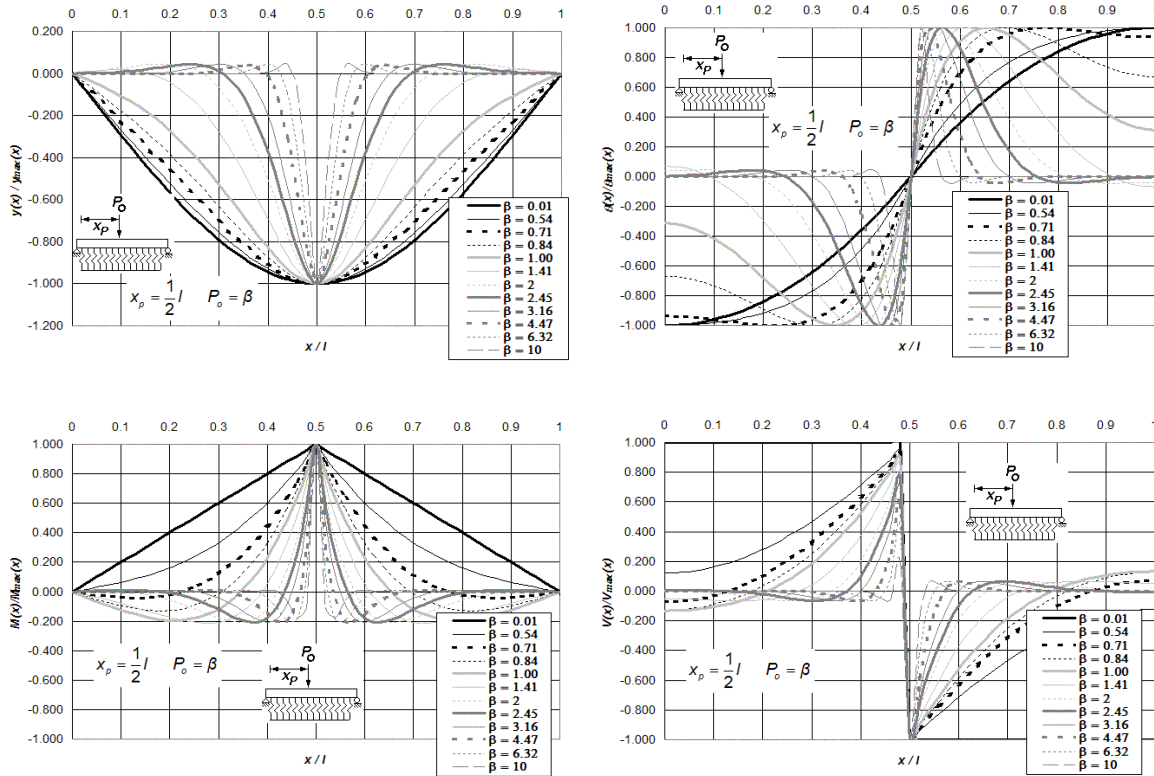 0 0.1 0.2 0.3 0.4 0.5 0.6 0.7 0.8 0.9 1
0.200
0.000
-0.200
-0.400
-0.600
-0.800
-1.000
-1.200
y(x) / ymax(x)
Po
xP
xp = 1/2 l Po = β
x / l
β = 0.01
β = 0.54
β = 0.71
β = 0.84
β = 1.00
β = 1.41
β = 2
β = 2.45
β = 3.16
β = 4.47
β = 6.32
β = 10
0 0.1 0.2 0.3 0.4 0.5 0.6 0.7 0.8 0.9 1
1.000
0.800
0.600
0.400
0.200
0.000
-0.200
-0.400
-0.600
-0.800
-1.000
Po
xP
xp = 1/2 l Po = β
x / l
β = 0.01
β = 0.54
β = 0.71
β = 0.84
β = 1.00
β = 1.41
β = 2
β = 2.45
β = 3.16
β = 4.47
β = 6.32
β = 10
0 0.1 0.2 0.3 0.4 0.5 0.6 0.7 0.8 0.9 1
1.000
0.800
0.600
0.400
0.200
0.000
-0.200
-0.400
-0.600
-0.800
-1.000
M(x)/Mmax(x)
xp = 1/2 l Po = β
Po
xP
x / l
β = 0.01
β = 0.54
β = 0.71
β = 0.84
β = 1.00
β = 1.41
β = 2
β = 2.45
β = 3.16
β = 4.47
β = 6.32
β = 10
0 0.1 0.2 0.3 0.4 0.5 0.6 0.7 0.8 0.9 1
1.000
0.800
0.600
0.400
0.200
0.000
-0.200
-0.400
-0.600
-0.800
-1.000
V(x)/Vmax(x)
Po
xP
xp = 1/2 l Po = β
x / l
β = 0.01
β = 0.54
β = 0.71
β = 0.84
β = 1.00
β = 1.41
β = 2
β = 2.45
β = 3.16
β = 4.47
β = 6.32
β = 10